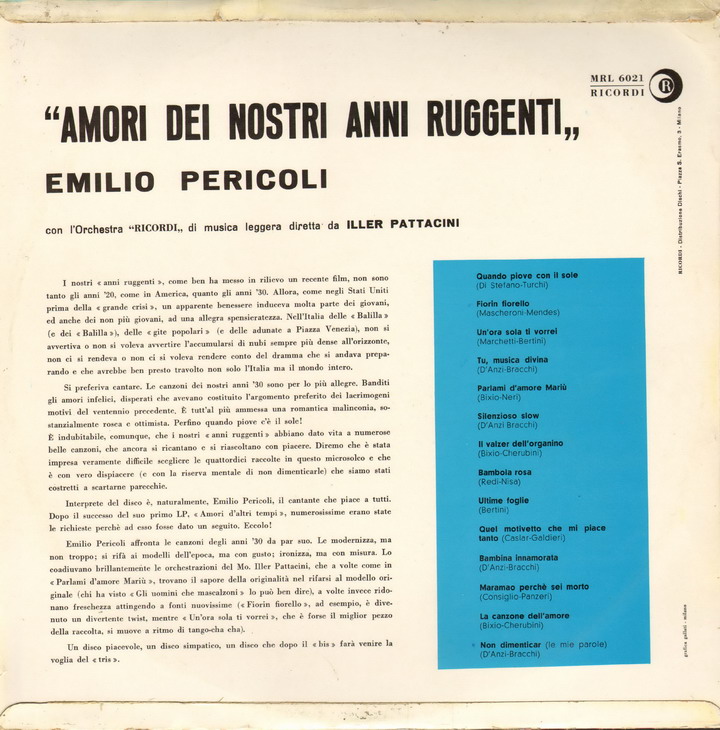 MRL 6021
RICORDI
R
RICORDI - Distribuzione Dischi - Piazza S. Erasmo, 3 - Milano
“AMORI DEI NOSTRI ANNI RUGGENTI„
EMILIO PERICOLI
con l'Orchestra “RICORDI„ di musica leggera diretta da ILLER PATTACINI
I nostri « anni ruggenti », come ben ha messo in rilievo un recente film, non sono
tanto gli anni '20, come in America, quanto gli anni '30. Allora, come negli Stati Uniti
prima della « grande crisi », un apparente benessere induceva molta parte dei giovani,
ed anche dei non più giovani, ad una allegra spensieratezza. Nell'Italia delle « Balilla »
(e dei « Balilla »), delle « gite popolari » (e delle adunate a Piazza Venezia), non si
avvertiva o non si voleva avvertire l'accumularsi di nubi sempre più dense all'orizzonte,
non ci si rendeva o non ci si voleva rendere conto del dramma che si andava prepa-
rando e che avrebbe ben presto travolto non solo l'Italia ma il mondo intero.
Si preferiva cantare. Le canzoni dei nostri anni '30 sono per lo più allegre. Banditi
gli amori infelici, disperati che avevano costituito l'argomento preferito dei lacrimogeni
motivi del ventennio precedente. È tutt'al più ammessa una romantica malinconia, so-
stanzialmente rosea e ottimista. Perfino quando piove c'è il sole!
È indubitabile, comunque, che i nostri « anni ruggenti » abbiano dato vita a numerose
belle canzoni, che ancora si ricantano e si riascoltano con piacere. Diremo che è stata
impresa veramente difficile scegliere le quattordici raccolte in questo microsolco e che
è con vero dispiacere (e con la riserva mentale di non dimenticarle) che siamo stati
costretti a scartarne parecchie.
Interprete del disco è, naturalmente, Emilio Pericoli, il cantante che piace a tutti.
Dopo il successo del suo primo LP, « Amori d'altri tempi », numerosissime erano state
le richieste perchè ad esso fosse dato un seguito. Eccolo!
Emilio Pericoli affronta le canzoni degli anni '30 da par suo. Le modernizza, ma
non troppo; si rifà ai modelli dell'epoca, ma con gusto; ironizza, ma con misura. Lo
coadiuvano brillantemente le orchestrazioni del Mo. Iller Pattacini, che a volte come in
« Parlami d'amore Mariù », trovano il sapore della originalità nel rifarsi al modello ori-
ginale (chi ha visto « Gli uomini che mascalzoni » lo può ben dire), a volte invece rido-
nano freschezza attingendo a fonti nuovissime (« Fiorin fiorello », ad esempio, è dive-
nuto un divertente twist, mentre « Un'ora sola ti vorrei », che è forse il miglior pezzo
della raccolta, si muove a ritmo di tango-cha cha).
Un disco piacevole, un disco simpatico, un disco che dopo il « bis » farà venire la
voglia del « tris ».
Quando piove con il sole
(Di Stefano-Turchi)
Fiorin fiorello
(Mascheroni-Mendes)
Un'ora sola ti vorrei
(Marchetti-Bertini)
Tu, musica divina
(D'Anzi-Bracchi)
Parlami d'amore Mariù
(Bixio-Neri)
Silenzioso slow
(D'Anzi Bracchi)
Il valzer dell'organino
(Bixio-Cherubini)
Bambola rosa
(Redi-Nisa)
Ultime foglie
(Bertini)
Quel motivetto che mi piace
tanto (Caslar-Galdieri)
Bambina innamorata
(D'Anzi-Bracchi)
Maramao perchè sei morto
(Consiglio-Panzeri)
La canzone dell'amore
(Bixio-Cherubini)
Non dimenticar (le mie parole)
(D'Anzi-Bracchi)
grafica gallari - milano